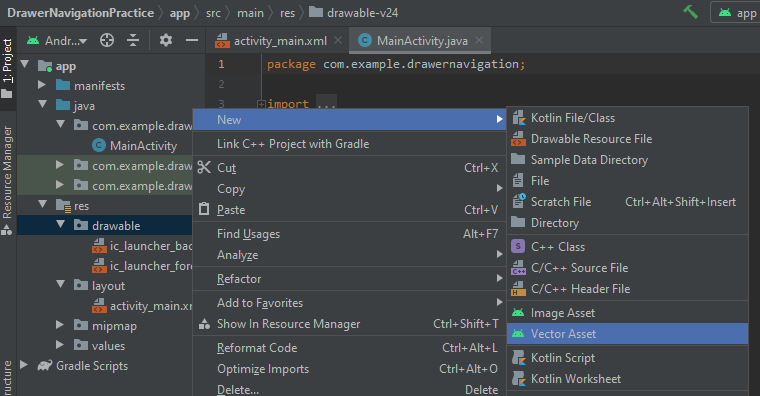 DrawerNavigationPractice app src main res drawable-v24 app
Andr... activity_main.xml MainActivity.java
1: Project
Resource Manager
ructure
app
manifests
java
com.example.draw
MainActivity
com.example.draw
com.example.draw
res
drawable
ic_launcher_bac
ic_launcher_fore
layout
activity_main.x
mipmap
values
Gradle Scripts
1 package com.example.drawernavigation;
2
3 import ...
New
Link C++ Project with Gradle
Cut Ctrl+X
Copy
Paste Ctrl+V
Find Usages Alt+F7
Analyze
Refactor
Add to Favorites
Show In Resource Manager Ctrl+Shift+T
Reformat Code Ctrl+Alt+L
Optimize Imports Ctrl+Alt+O
Delete... Delete
Kotlin File/Class
Drawable Resource File
Sample Data Directory
File
Scratch File Ctrl+Alt+Shift+Insert
Directory
C++ Class
C/C++ Source File
C/C++ Header File
Image Asset
Vector Asset
Kotlin Script
Kotlin Worksheet